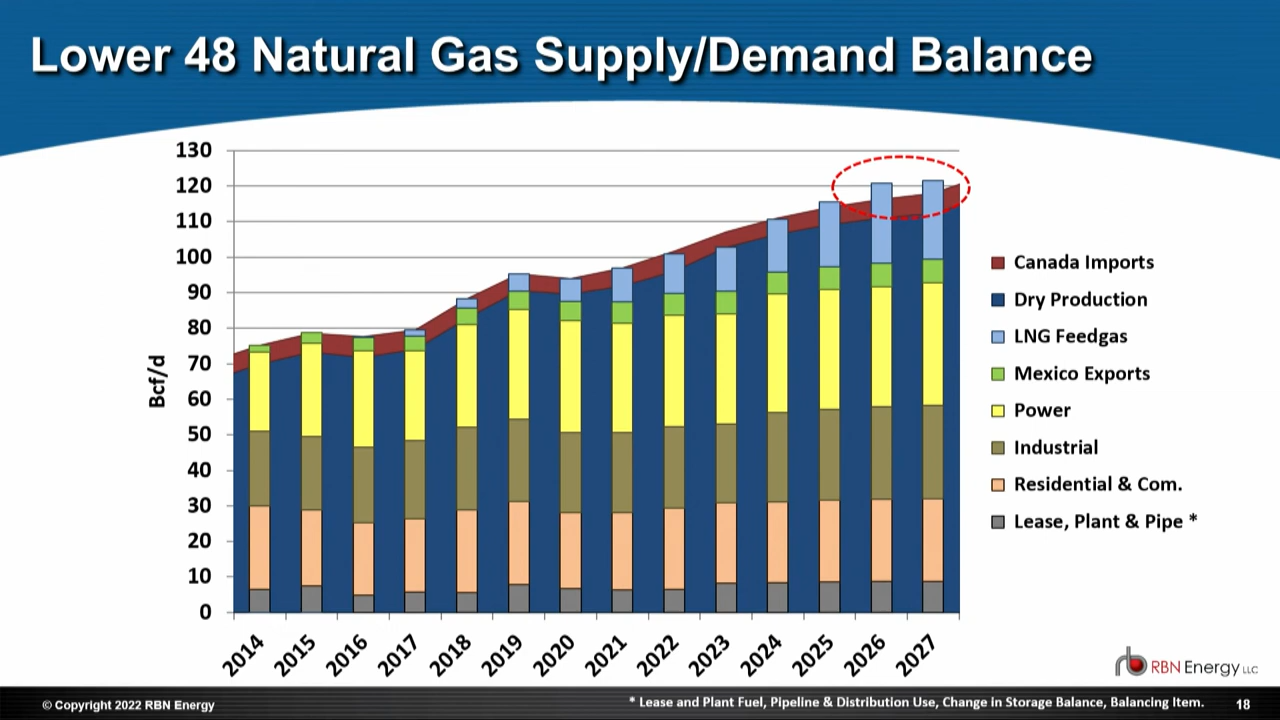 Lower 48 Natural Gas Supply/Demand Balance
130
120
110
100
90
80
70
60
50
40
30
20
10
0
Bcf/d
2014
2015
2016
2017
2018
2019
2020
2021
2022
2023
2024
2025
2026
2027
Canada Imports
Dry Production
LNG Feedgas
Mexico Exports
Power
Industrial
Residential & Com.
Lease, Plant & Pipe *
RBN Energy LLC
© Copyright 2022 RBN Energy
* Lease and Plant Fuel, Pipeline & Distribution Use, Change in Storage Balance, Balancing Item.
18